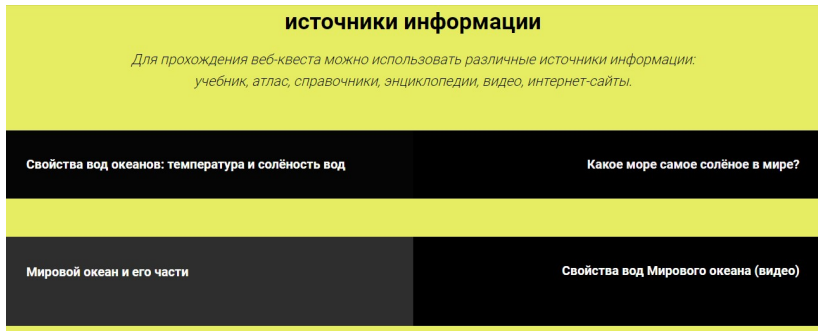 источники информации
Для прохождения веб-квеста можно использовать различные источники информации:
учебник, атлас, справочники, энциклопедии, видео, интернет-сайты.
Свойства вод океанов: температура и солёность вод
Какое море самое солёное в мире?
Мировой океан и его части
Свойства вод Мирового океана (видео)